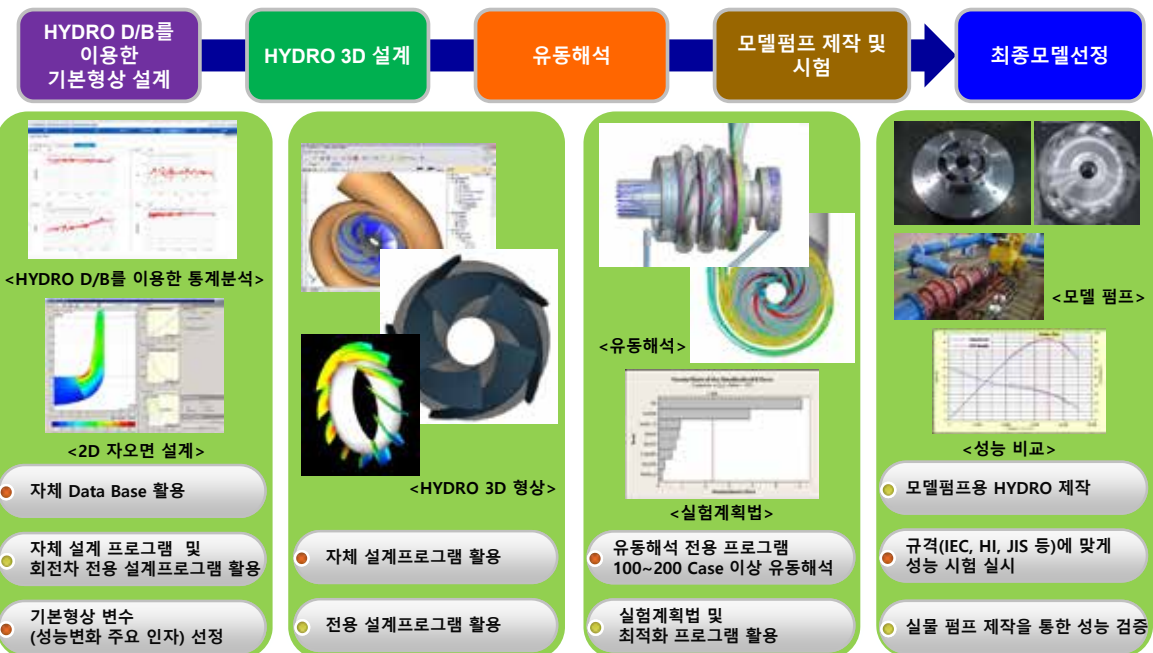 HYDRO D/B를
이용한
기본형상 설계
HYDRO 3D 설계
유동해석
모델펌프 제작 및
시험
최종모델선정
<HYDRO D/B를 이용한 통계분석>
<2D 자오면 설계>
자체 Data Base 활용
자체 설계 프로그램 및
회전차 전용 설계프로그램 활용
기본형상 변수
(성능변화 주요 인자) 선정
<HYDRO 3D 형상>
자체 설계프로그램 활용
전용 설계프로그램 활용
<유동해석>
<실험계획법>
유동해석 전용 프로그램
100~200 Case 이상 유동해석
실험계획법 및
최적화 프로그램 활용
<모델 펌프>
<성능 비교>
모델펌프용 HYDRO 제작
규격(IEC, HI, JIS 등)에 맞게
성능 시험 실시
실물 펌프 제작을 통한 성능 검증